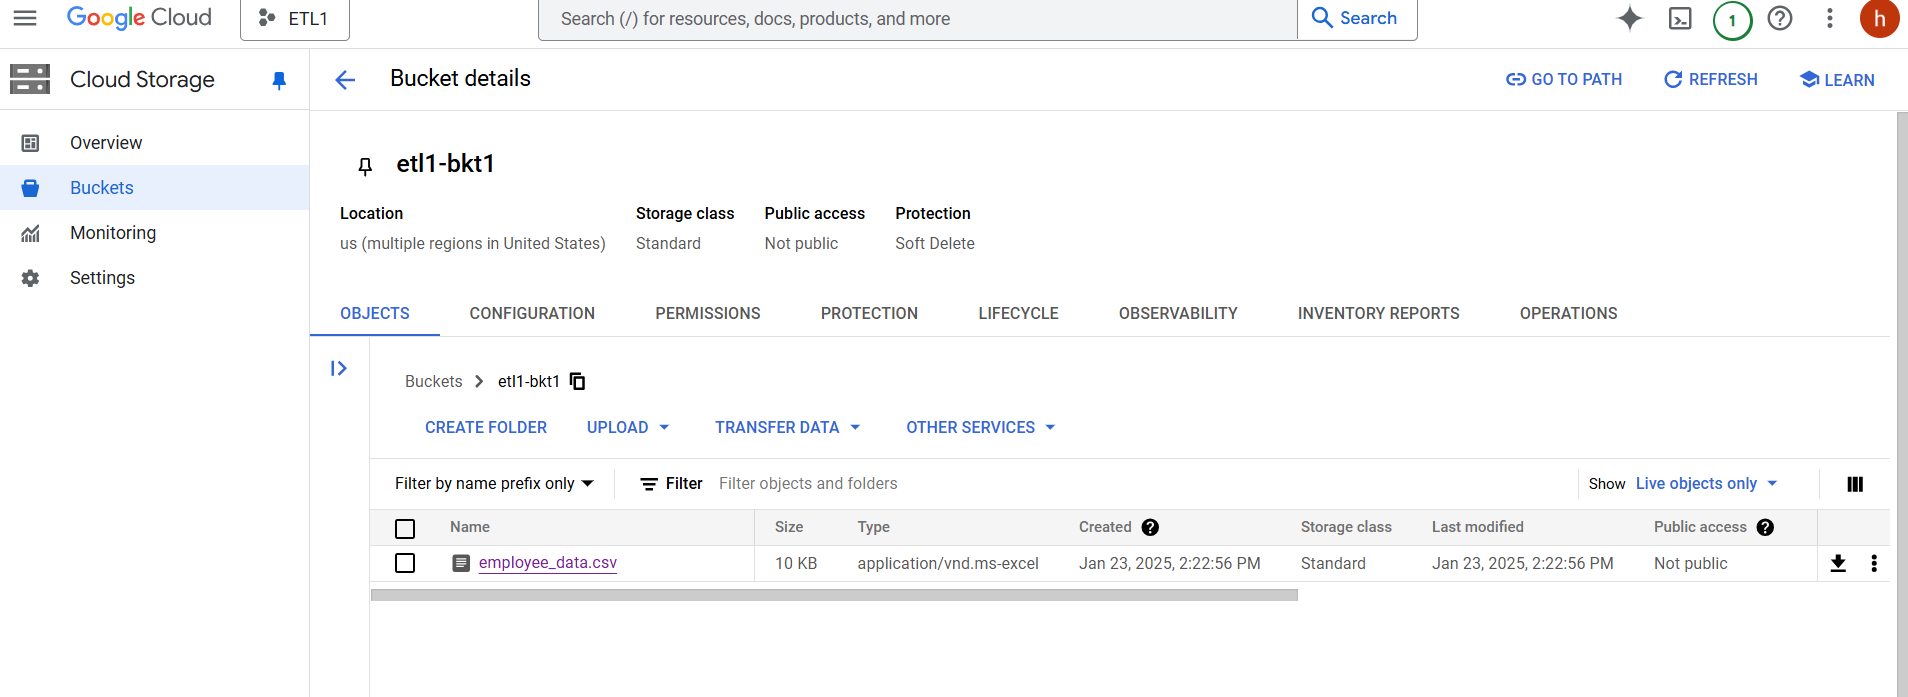 Google Cloud
ETL1
Search (/) for resources, docs, products, and more
Search
1
h
Cloud Storage
Bucket details
GO TO PATH
REFRESH
LEARN
Overview
Buckets
Monitoring
Settings
etl1-bkt1
Location
Storage class
Public access
Protection
us (multiple regions in United States)
Standard
Not public
Soft Delete
OBJECTS
CONFIGURATION
PERMISSIONS
PROTECTION
LIFECYCLE
OBSERVABILITY
INVENTORY REPORTS
OPERATIONS
Buckets
etl1-bkt1
CREATE FOLDER
UPLOAD
TRANSFER DATA
OTHER SERVICES
Filter by name prefix only
Filter
Filter objects and folders
Show
Live objects only
Name
Size
Type
Created
Storage class
Last modified
Public access
employee_data.csv
10 KB
application/vnd.ms-excel
Jan 23, 2025, 2:22:56 PM
Standard
Jan 23, 2025, 2:22:56 PM
Not public